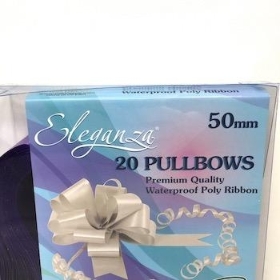 Waterproof Poly Ribbon
Eleganza®
50mm
20 PULLBOWS
Premium Quality
Waterproof Poly Ribbon